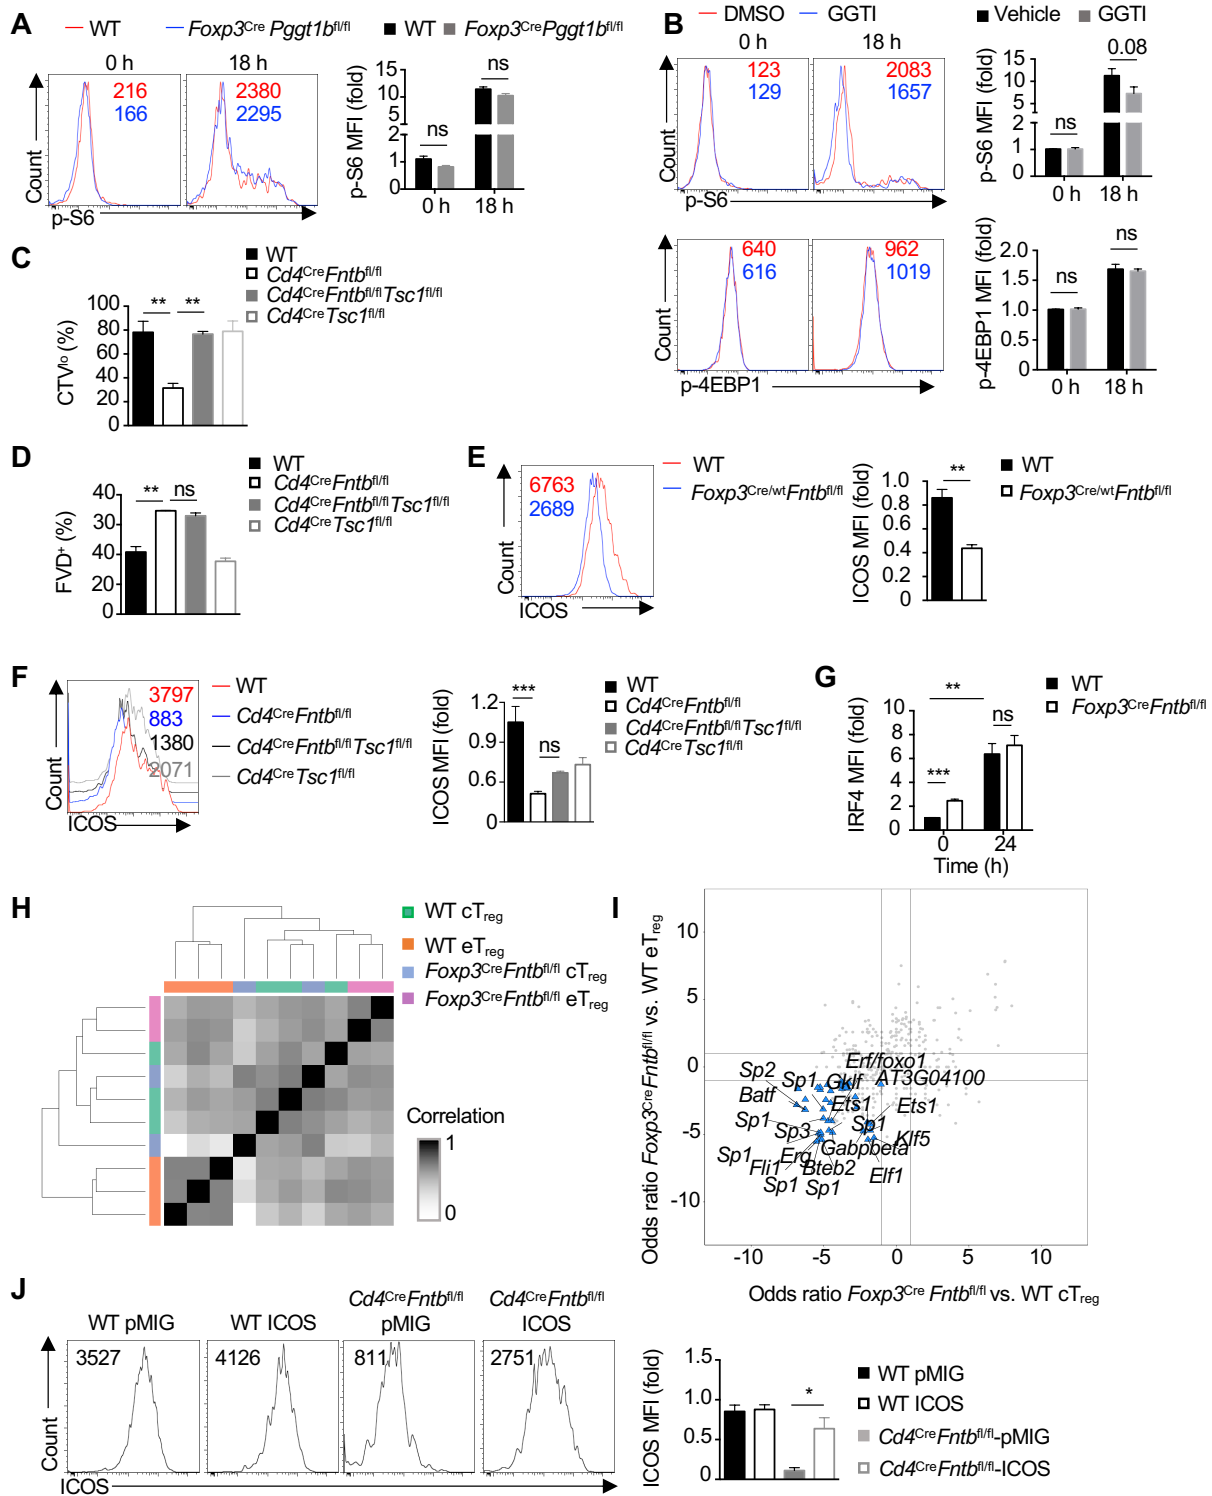 A
WT
Foxp3Cre Pggt1bfl/fl
0 h
18 h
216
166
2380
2295
Count
p-S6
WT
Foxp3CrePggt1bfl/fl
p-S6 MFI (fold)
15
10
5
2
1
0
ns
ns
0 h
18 h
B
DMSO
GGTI
0 h
18 h
123
129
2083
1657
Count
p-S6
Vehicle
GGTI
p-S6 MFI (fold)
15
10
5
2
1
0
ns
0.08
0 h
18 h
640
616
962
1019
Count
p-4EBP1
p-4EBP1 MFI (fold)
2.0
1.5
1.0
0.5
0
ns
ns
0 h
18 h
C
WT
Cd4CreFntbfl/fl
Cd4CreFntbfl/flTsc1fl/fl
Cd4CreTsc1fl/fl
CTVlo (%)
100
80
60
40
20
0
**
**
D
WT
Cd4CreFntbfl/fl
Cd4CreFntbfl/flTsc1fl/fl
Cd4CreTsc1fl/fl
FVD+ (%)
40
30
40
20
0
**
ns
E
6763
2689
Count
ICOS
WT
Foxp3Cre/wtFntbfl/fl
ICOS MFI (fold)
1.0
0.8
0.6
0.4
0.2
0
**
WT
Foxp3Cre/wtFntbfl/fl
F
3797
883
1380
2071
Count
ICOS
WT
Cd4CreFntbfl/fl
Cd4CreFntbfl/flTsc1fl/fl
Cd4CreTsc1fl/fl
ICOS MFI (fold)
1.2
0.9
0.6
0
***
ns
WT
Cd4CreFntbfl/fl
Cd4CreFntbfl/flTsc1fl/fl
Cd4CreTsc1fl/fl
G
IRF4 MFI (fold)
10
8
6
4
2
0
***
**
ns
0
24
Time (h)
WT
Foxp3CreFntbfl/fl
H
WT cTreg
WT eTreg
Foxp3CreFntbfl/fl cTreg
Foxp3CreFntbfl/fl eTreg
Correlation
1
0
I
Odds ratio Foxp3CreFntbfl/fl vs. WT eTreg
10
5
0
-5
-10
Erf/foxo1
Sp2
Sp1
Gklf
AT3G04100
Batf
Ets1
Ets1
Sp1
Sp3
Sp1
Klf5
Sp1
Erg
Gabpbeta
Fli1
Bteb2
Elf1
Sp1
Sp1
-10
-5
0
5
10
Odds ratio Foxp3Cre Fntbfl/fl vs. WT cTreg
J
WT pMIG
WT ICOS
Cd4CreFntbfl/fl
pMIG
Cd4CreFntbfl/fl
ICOS
3527
4126
811
2751
Count
ICOS
ICOS MFI (fold)
1.5
1.0
0.5
0
*
WT pMIG
WT ICOS
Cd4CreFntbfl/fl-pMIG
Cd4CreFntbfl/fl-ICOS